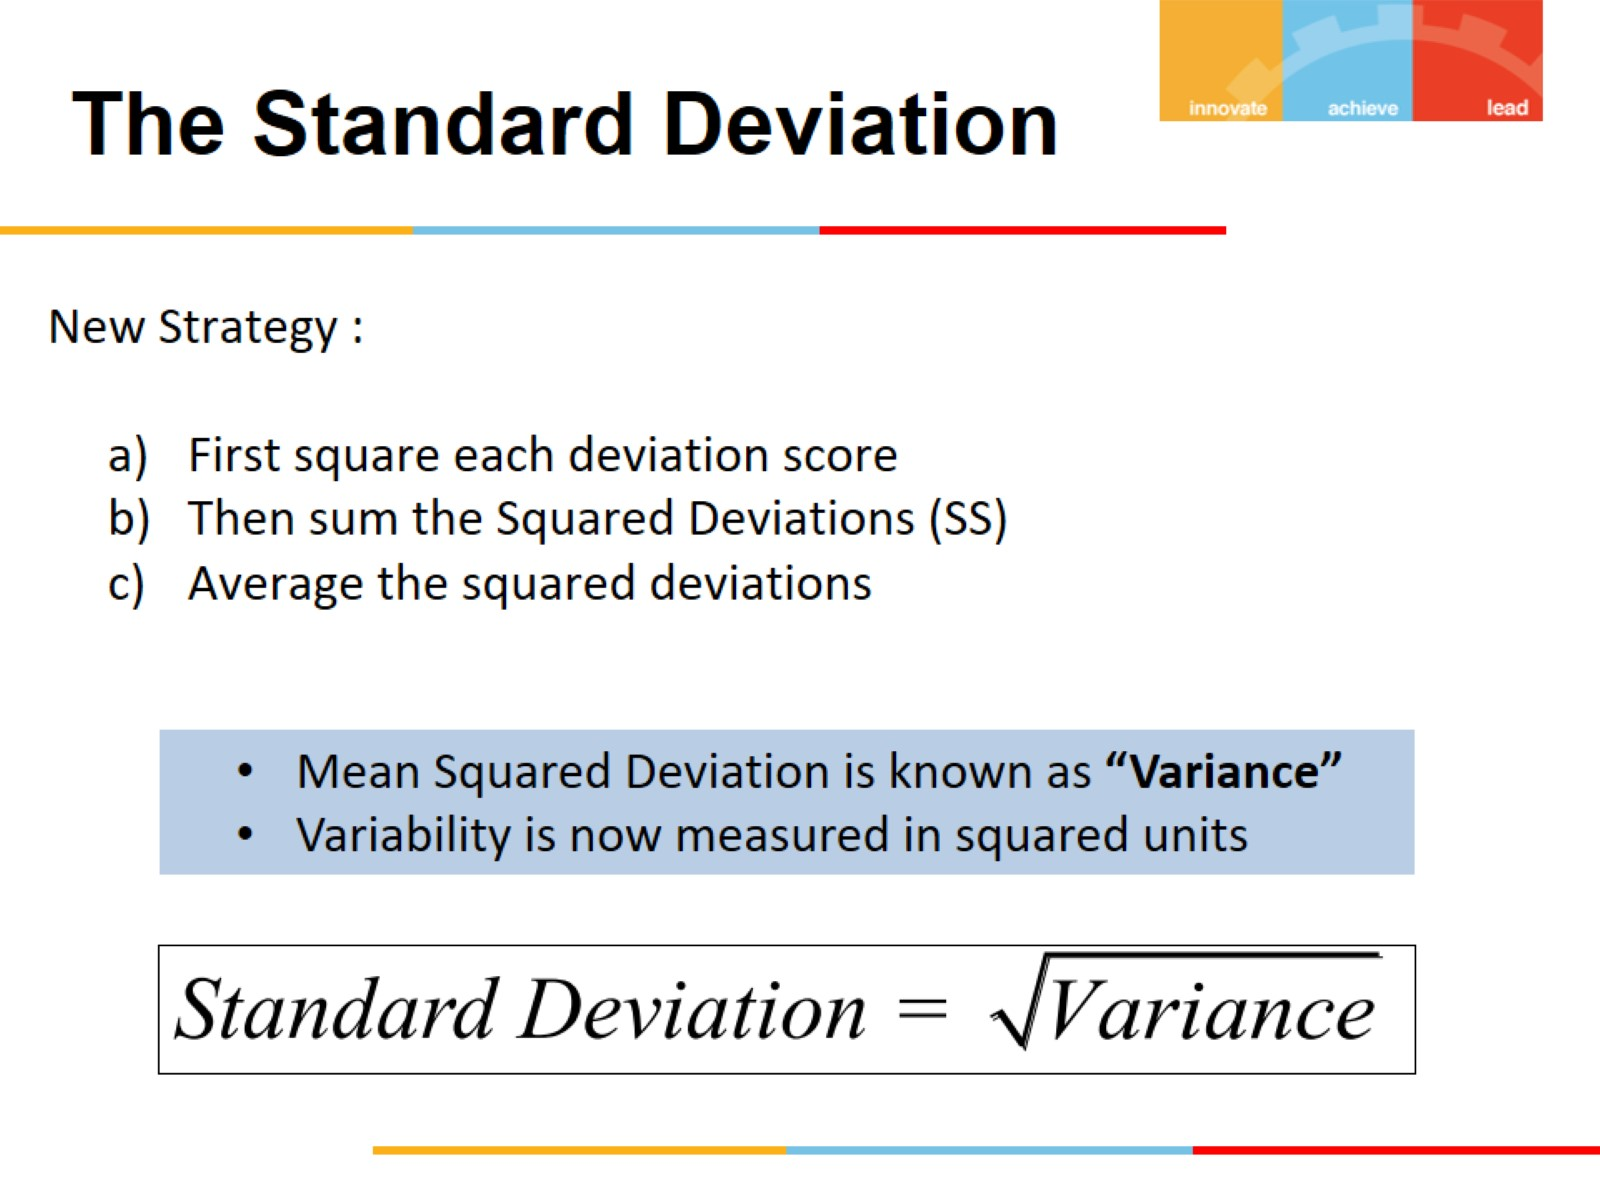 The Standard Deviation
innovate achieve lead
New Strategy :
a) First square each deviation score
b) Then sum the Squared Deviations (SS)
c) Average the squared deviations
• Mean Squared Deviation is known as “Variance”
• Variability is now measured in squared units
Standard Deviation = √Variance